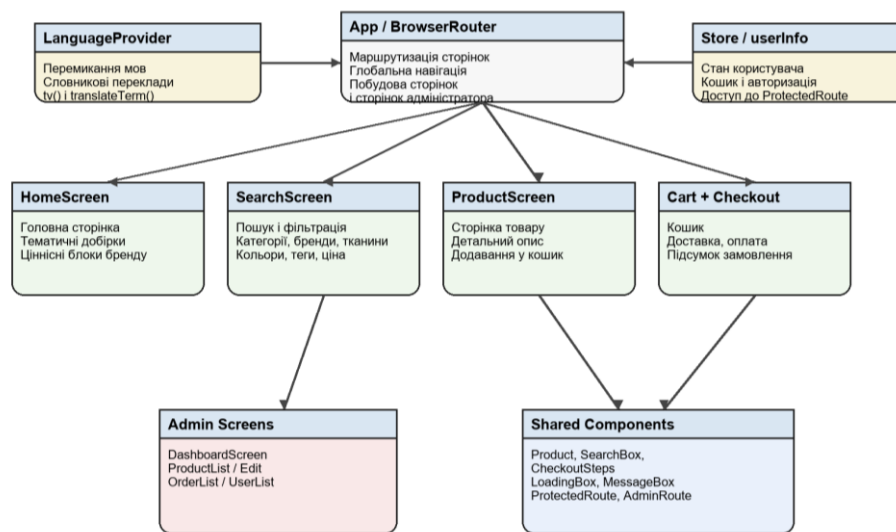 LanguageProvider
Перемикання мов
Словникові переклади
tv() і translateTerm()
App / BrowserRouter
Маршрутизація сторінок
Глобальна навігація
Побудова сторінок
і сторінок адміністратора
Store / userInfo
Стан користувача
Кошик і авторизація
Доступ до ProtectedRoute
HomeScreen
Головна сторінка
Тематичні добірки
Ціннісні блоки бренду
SearchScreen
Пошук і фільтрація
Категорії, бренди, тканини
Кольори, теги, ціна
ProductScreen
Сторінка товару
Детальний опис
Додавання у кошик
Cart + Checkout
Кошик
Доставка, оплата
Підсумок замовлення
Admin Screens
DashboardScreen
ProductList / Edit
OrderList / UserList
Shared Components
Product, SearchBox,
CheckoutSteps
LoadingBox, MessageBox
ProtectedRoute, AdminRoute